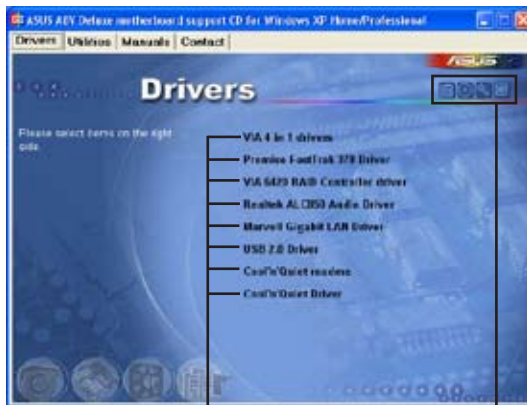 ASUS A8V Deluxe motherboard support CD for Windows XP Home/Professional
Drivers Utilities Manuals Contact
ASUS
Drivers
Please select items on the right
side.
VIA 4 in 1 drivers
Promise FastTrak 378 Driver
VIA 6420 RAID Controller driver
Realtek ALC850 Audio Driver
Marvell Gigabit LAN Driver
USB 2.0 Driver
Cool'n'Quiet readme
Cool'n'Quiet Driver